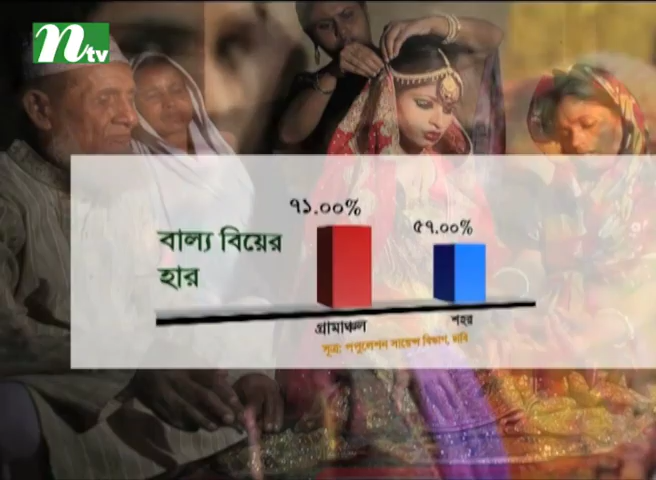 ntv
বাল্য বিয়ের
হার
৭১.০০%
৫৭.০০%
গ্রামাঞ্চল
শহর
সূত্র: পপুলেশন সায়েন্স বিভাগ, ঢাবি